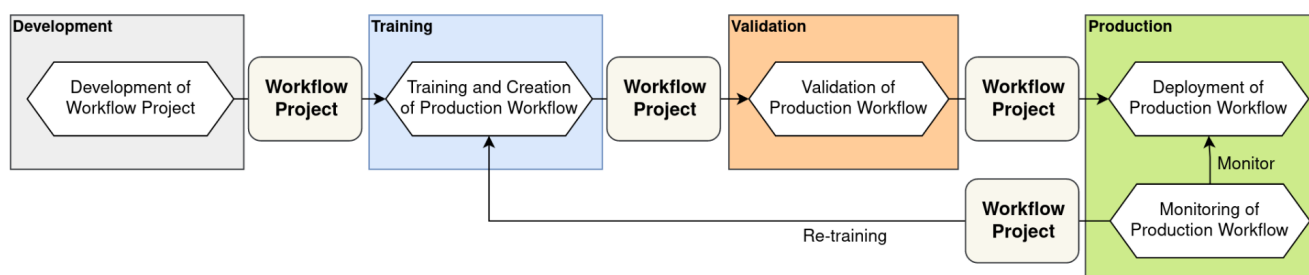 Development
Training
Validation
Production
Development of
Workflow Project
Workflow
Project
Training and Creation
of Production Workflow
Workflow
Project
Validation of
Production Workflow
Workflow
Project
Deployment of
Production Workflow
Monitor
Monitoring of
Production Workflow
Workflow
Project
Re-training